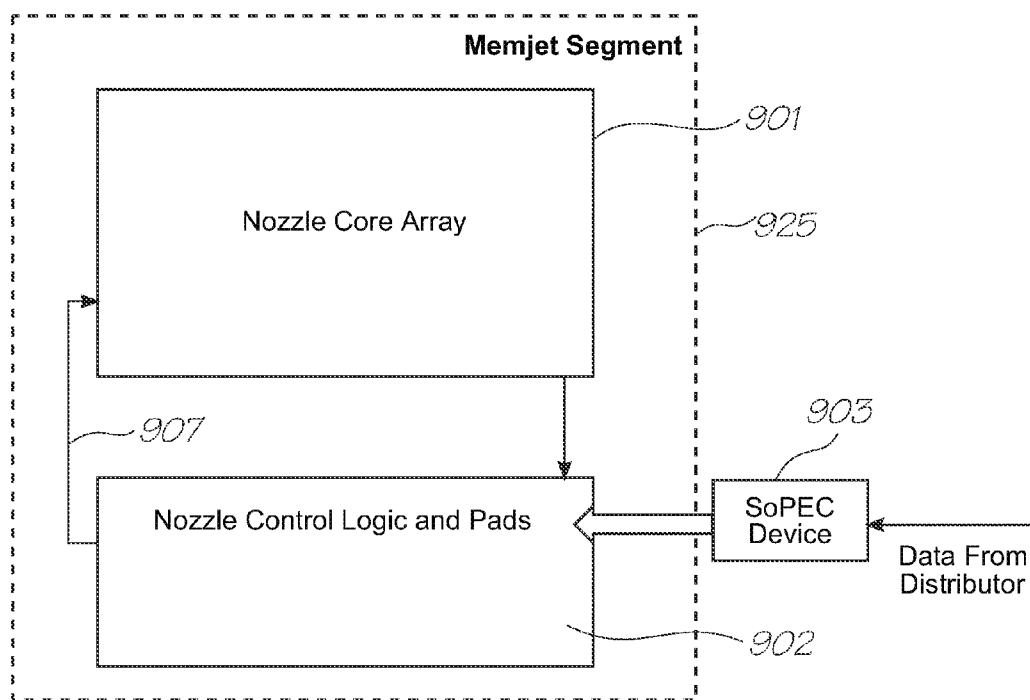 Memjet Segment
901
Nozzle Core Array
925
907
903
SoPEC
Device
Nozzle Control Logic and Pads
Data From
Distributor
902